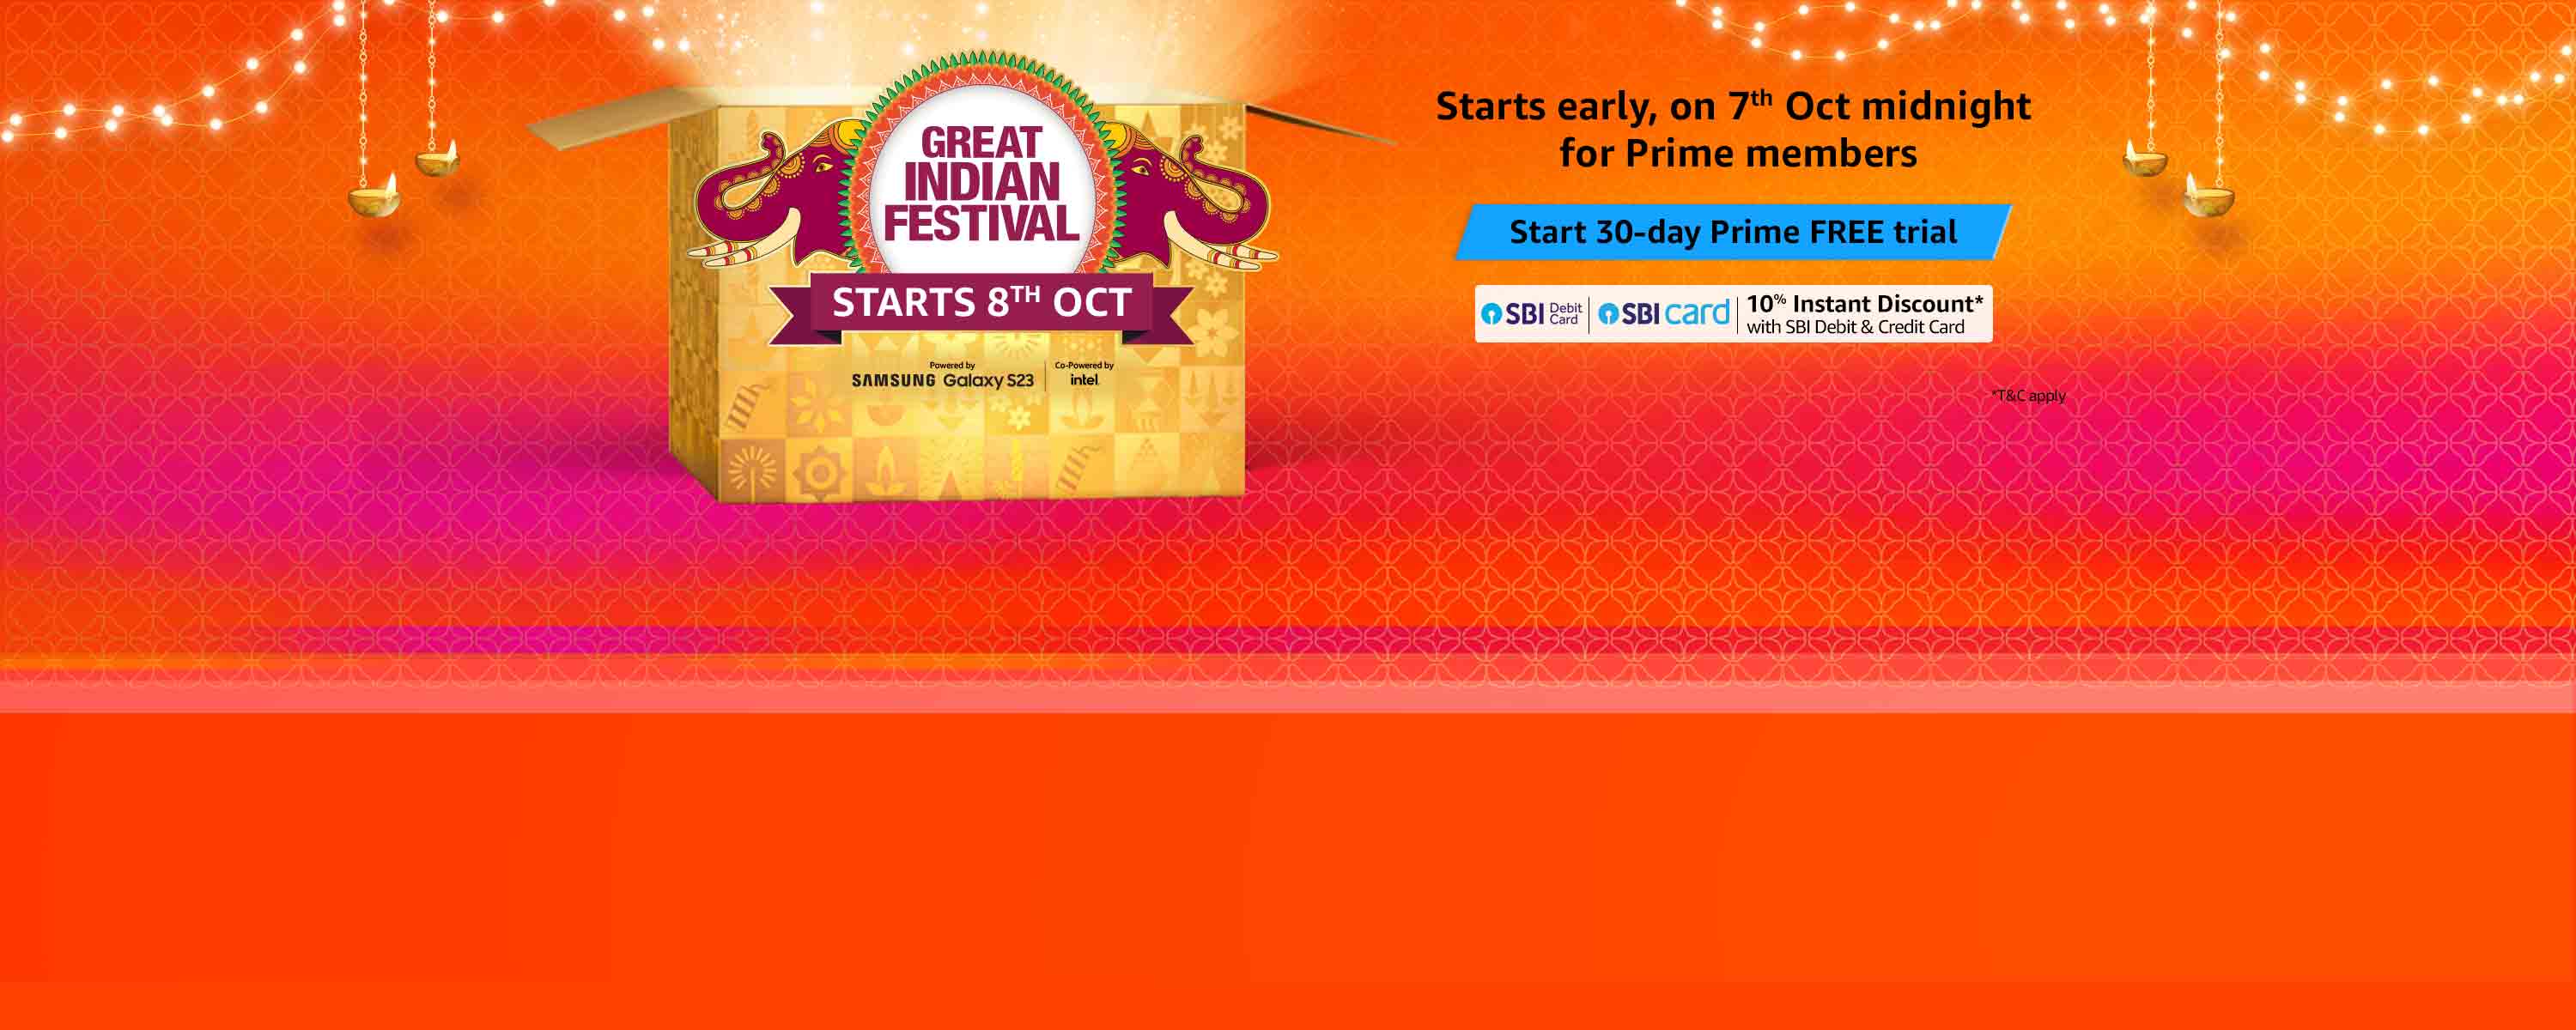 GREAT
INDIAN
FESTIVAL
STARTS 8TH OCT
Powered by
SAMSUNG Galaxy S23
Co-Powered by
intel
Starts early, on 7th Oct midnight
for Prime members
Start 30-day Prime FREE trial
SBI Debit Card
SBI card
10% Instant Discount*
with SBI Debit & Credit Card
*T&C apply